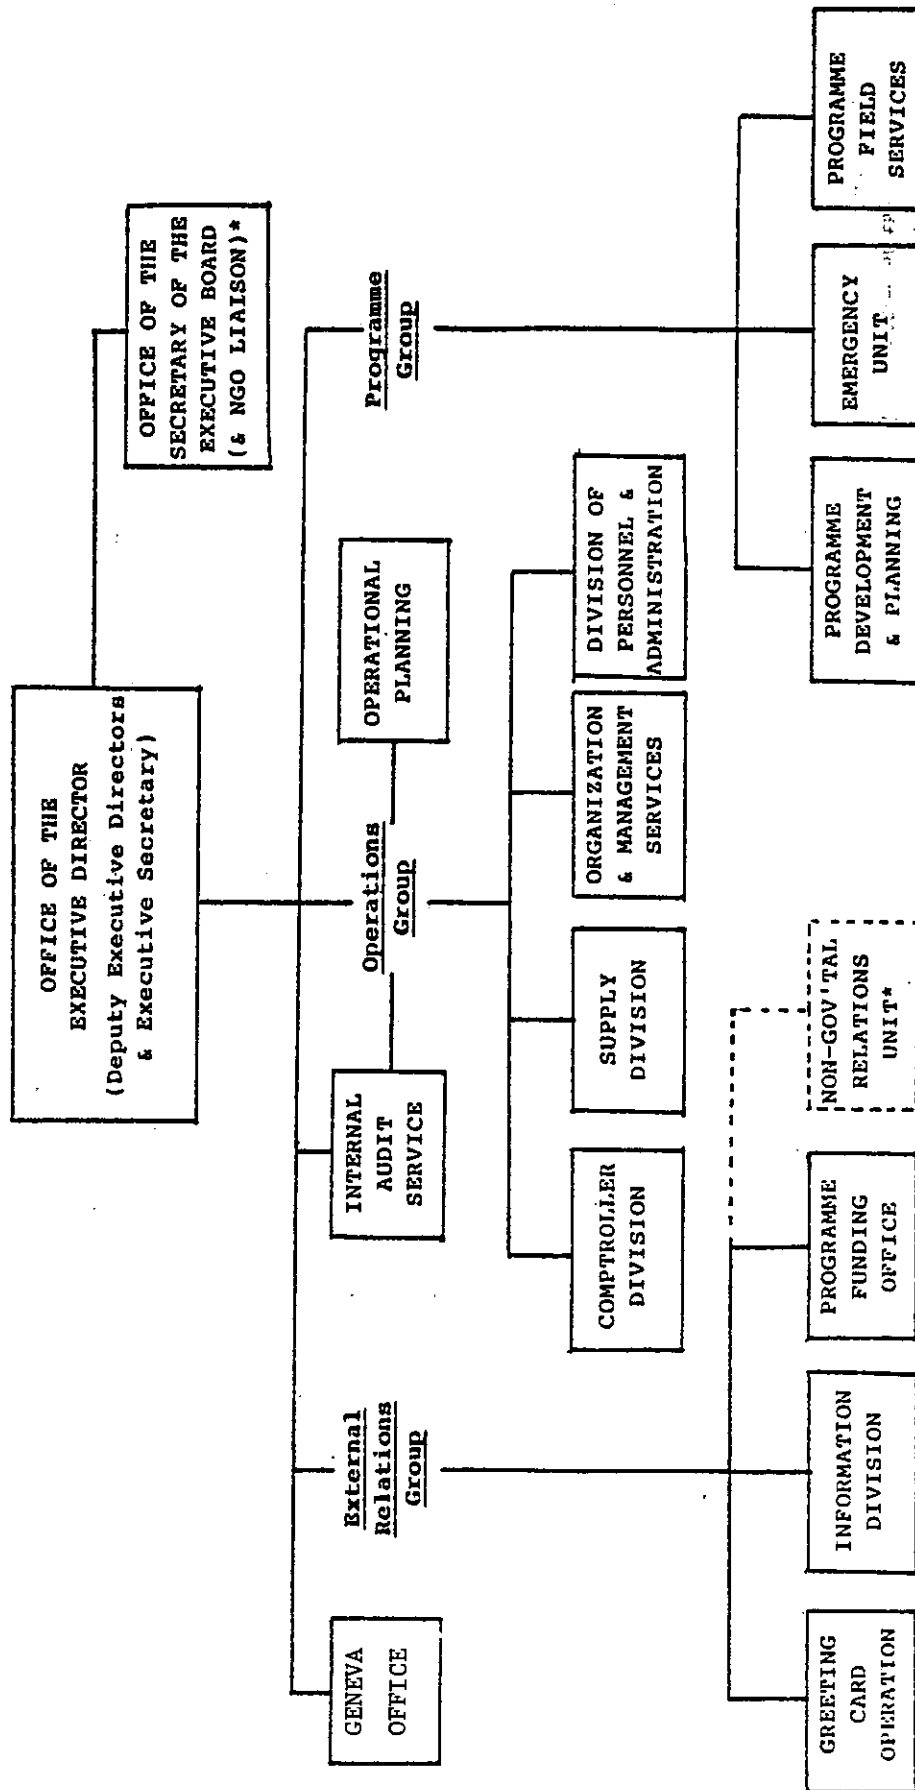 OFFICE OF THE
EXECUTIVE DIRECTOR
(Deputy Executive Directors
& Executive Secretary)
OFFICE OF THE
SECRETARY OF THE
EXECUTIVE BOARD
(& NGO LIAISON)*
GENEVA
OFFICE
External
Relations
Group
INTERNAL
AUDIT
SERVICE
Operations
Group
OPERATIONAL
PLANNING
Programme
Group
COMPTROLLER
DIVISION
SUPPLY
DIVISION
ORGANIZATION
& MANAGEMENT
SERVICES
DIVISION OF
PERSONNEL &
ADMINISTRATION
GREETING
CARD
OPERATION
INFORMATION
DIVISION
PROGRAMME
FUNDING
OFFICE
NON-GOV'TAL
RELATIONS
UNIT*
PROGRAMME
DEVELOPMENT
& PLANNING
EMERGENCY
UNIT
PROGRAMME
FIELD
SERVICES